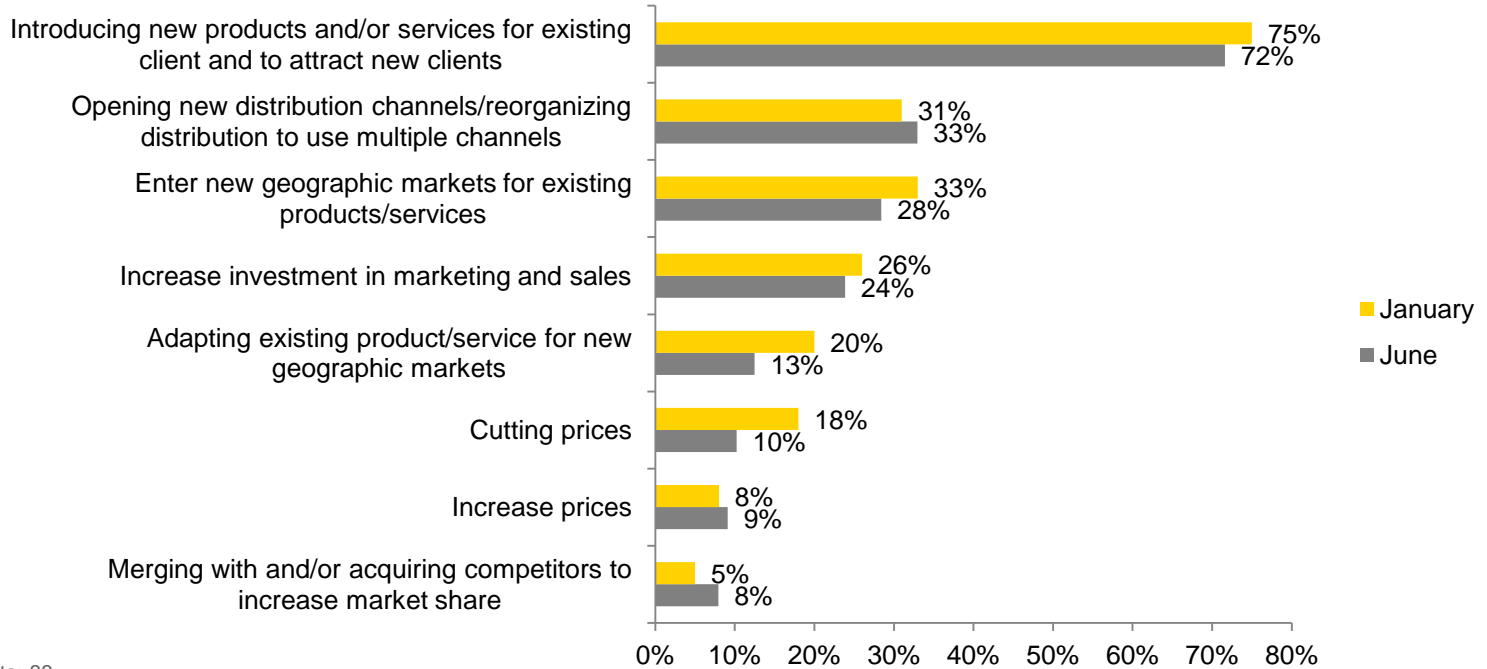 Introducing new products and/or services for existing
client and to attract new clients
75%
72%
Opening new distribution channels/reorganizing
distribution to use multiple channels
31%
33%
Enter new geographic markets for existing
products/services
33%
28%
Increase investment in marketing and sales
26%
24%
Adapting existing product/service for new
geographic markets
20%
13%
Cutting prices
18%
10%
Increase prices
8%
9%
Merging with and/or acquiring competitors to
increase market share
5%
8%
January
June
0% 10% 20% 30% 40% 50% 60% 70% 80%